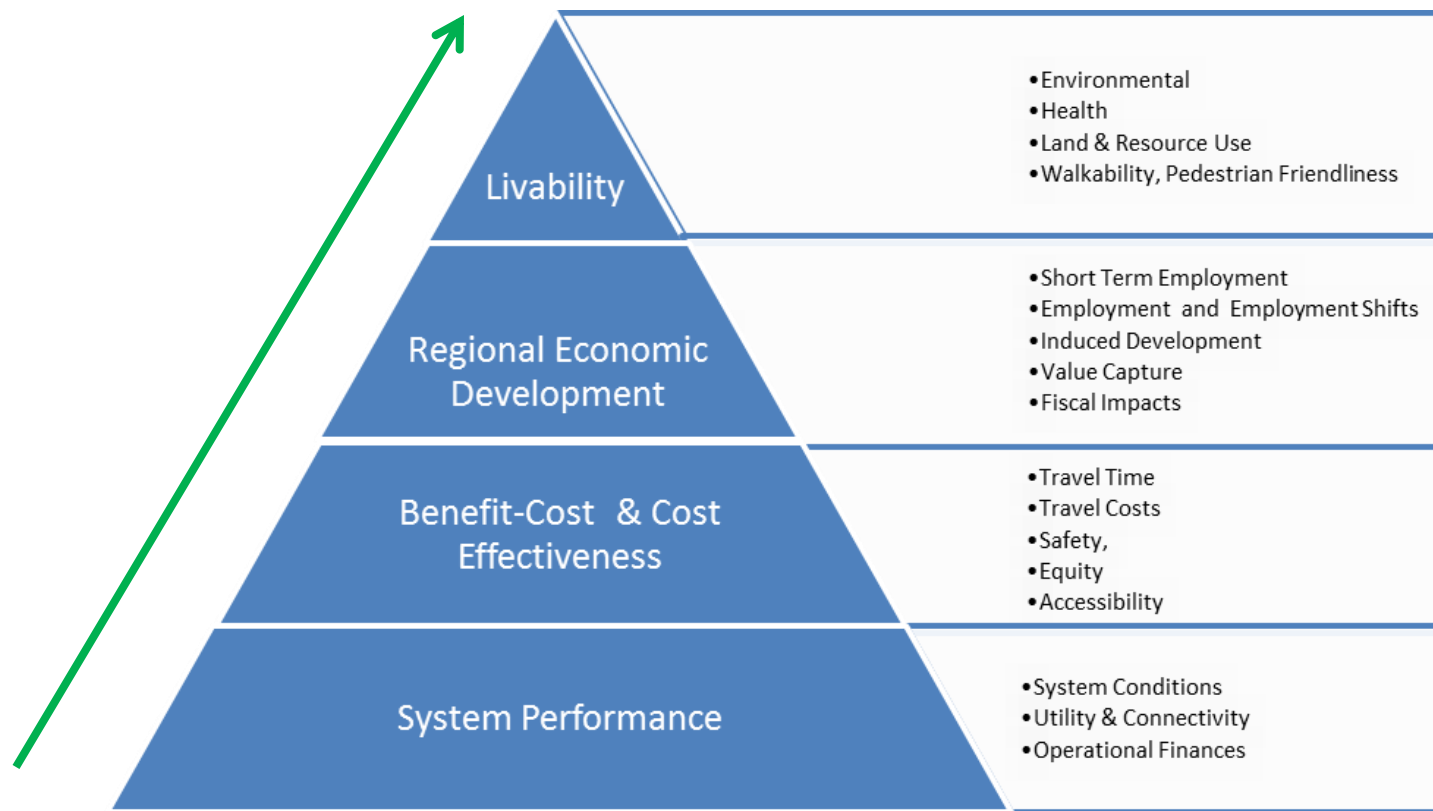 Livability
•Environmental
•Health
•Land & Resource Use
•Walkability, Pedestrian Friendliness
Regional Economic
Development
•Short Term Employment
•Employment and Employment Shifts
•Induced Development
•Value Capture
•Fiscal Impacts
Benefit-Cost & Cost
Effectiveness
•Travel Time
•Travel Costs
•Safety,
•Equity
•Accessibility
System Performance
•System Conditions
•Utility & Connectivity
•Operational Finances